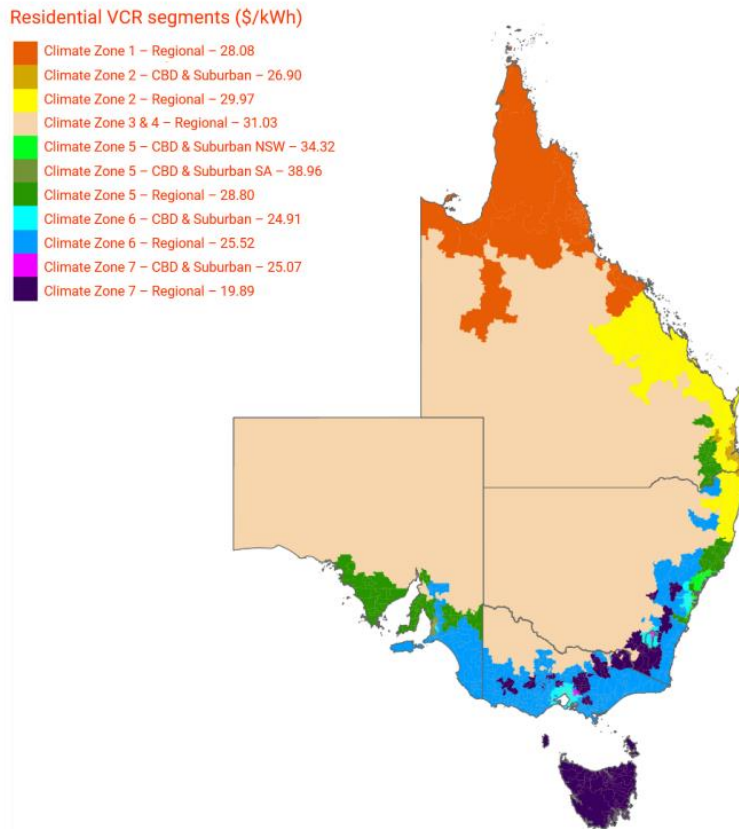 Residential VCR segments ($/kWh)
Climate Zone 1 – Regional – 28.08
Climate Zone 2 – CBD & Suburban – 26.90
Climate Zone 2 – Regional – 29.97
Climate Zone 3 & 4 – Regional – 31.03
Climate Zone 5 – CBD & Suburban NSW – 34.32
Climate Zone 5 – CBD & Suburban SA – 38.96
Climate Zone 5 – Regional – 28.80
Climate Zone 6 – CBD & Suburban – 24.91
Climate Zone 6 – Regional – 25.52
Climate Zone 7 – CBD & Suburban – 25.07
Climate Zone 7 – Regional – 19.89